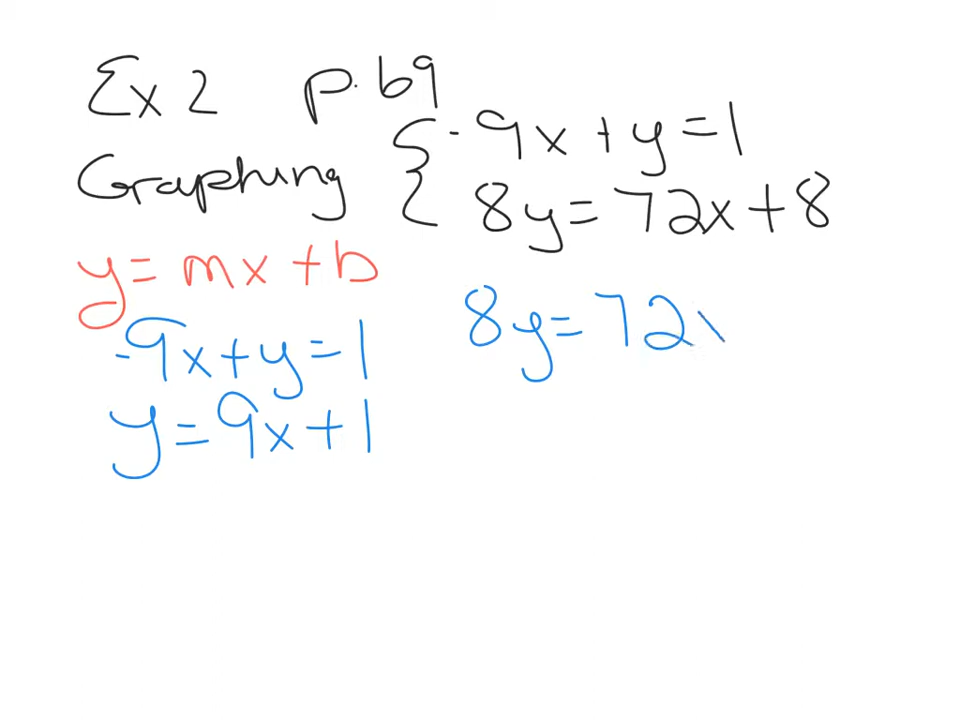 Ex 2 p. 69
Graphing { -9x + y = 1
8y = 72x + 8
y = mx + b
-9x + y = 1
y = 9x + 1
8y = 72